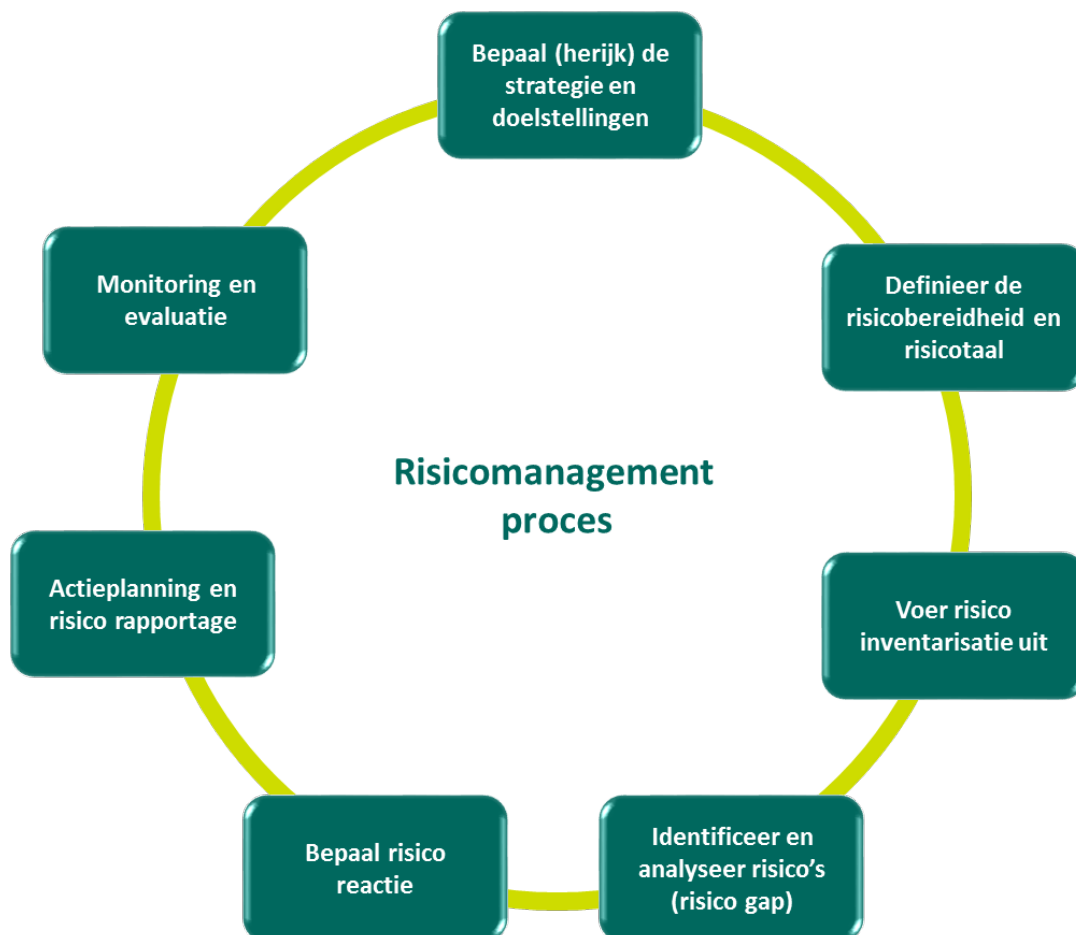 Bepaal (herijk) de
strategie en
doelstellingen
Definieer de
risicobereidheid en
risicotaal
Voer risico
inventarisatie uit
Identificeer en
analyseer risico’s
(risico gap)
Bepaal risico
reactie
Actieplanning en
risico rapportage
Monitoring en
evaluatie
Risicomanagement
proces